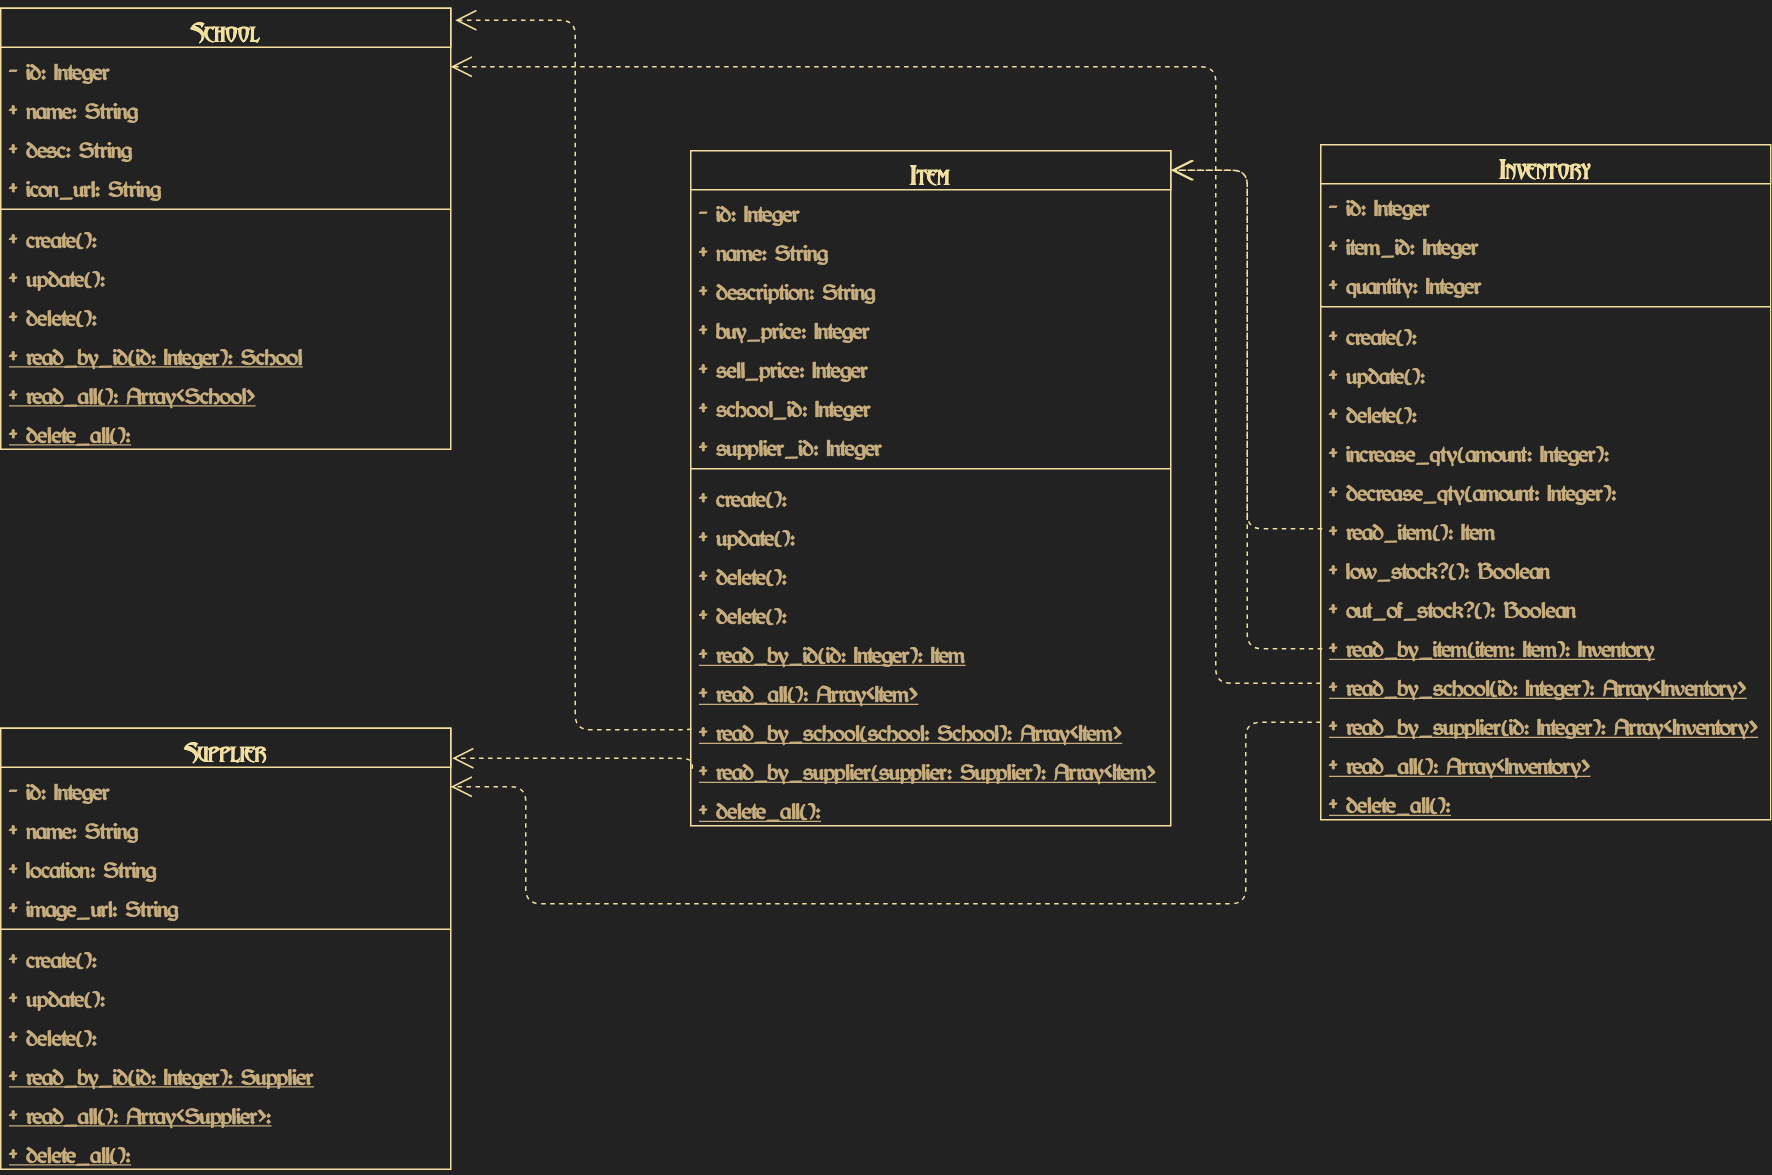 School
- id: Integer
+ name: String
+ desc: String
+ icon_url: String
+ create():
+ update():
+ delete():
+ read_by_id(id: Integer): School
+ read_all(): Array<School>
+ delete_all():
Supplier
- id: Integer
+ name: String
+ location: String
+ image_url: String
+ create():
+ update():
+ delete():
+ read_by_id(id: Integer): Supplier
+ read_all(): Array<Supplier>:
+ delete_all():
Item
- id: Integer
+ name: String
+ description: String
+ buy_price: Integer
+ sell_price: Integer
+ school_id: Integer
+ supplier_id: Integer
+ create():
+ update():
+ delete():
+ delete():
+ read_by_id(id: Integer): Item
+ read_all(): Array<Item>
+ read_by_school(school: School): Array<Item>
+ read_by_supplier(supplier: Supplier): Array<Item>
+ delete_all():
Inventory
- id: Integer
+ item_id: Integer
+ quantity: Integer
+ create():
+ update():
+ delete():
+ increase_qty(amount: Integer):
+ decrease_qty(amount: Integer):
+ read_item(): Item
+ low_stock?(): Boolean
+ out_of_stock?(): Boolean
+ read_by_item(item: Item): Inventory
+ read_by_school(id: Integer): Array<Inventory>
+ read_by_supplier(id: Integer): Array<Inventory>
+ read_all(): Array<Inventory>
+ delete_all():